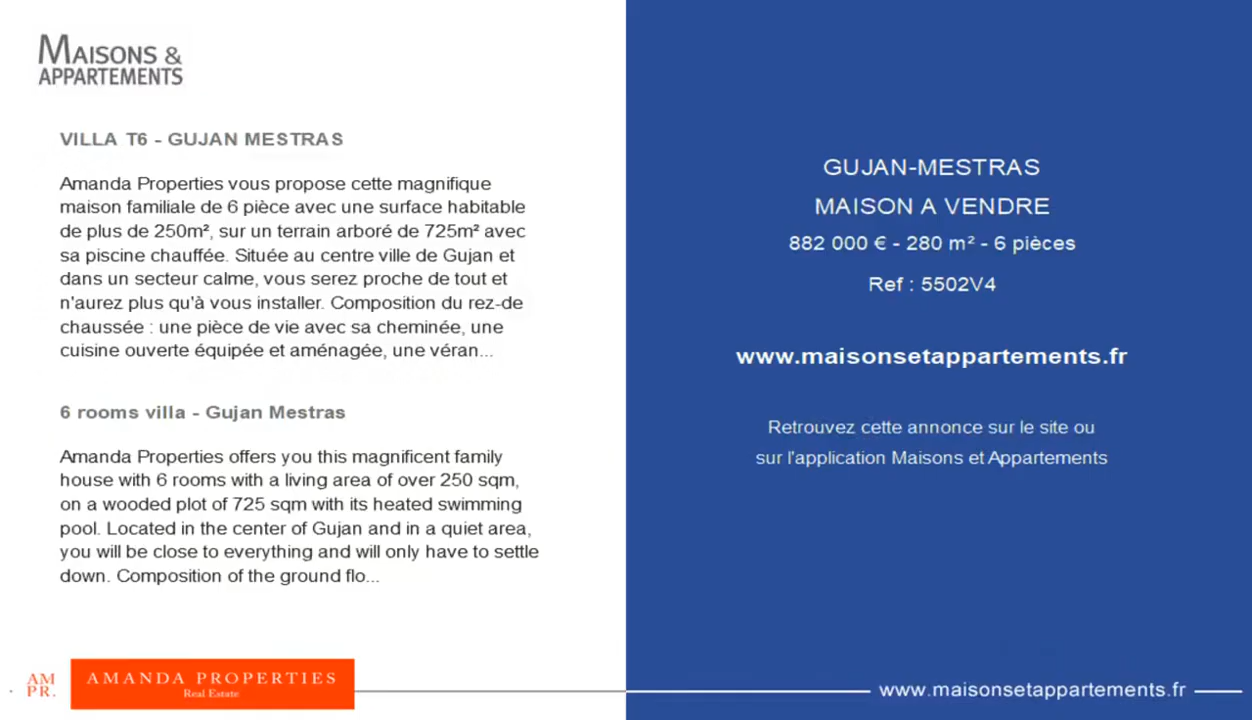 MAISONS &
APPARTEMENTS
VILLA T6 - GUJAN MESTRAS
Amanda Properties vous propose cette magnifique
maison familiale de 6 pièce avec une surface habitable
de plus de 250m², sur un terrain arboré de 725m² avec
sa piscine chauffée. Située au centre ville de Gujan et
dans un secteur calme, vous serez proche de tout et
n'aurez plus qu'à vous installer. Composition du rez-de
chaussée : une pièce de vie avec sa cheminée, une
cuisine ouverte équipée et aménagée, une véran...
6 rooms villa - Gujan Mestras
Amanda Properties offers you this magnificent family
house with 6 rooms with a living area of over 250 sqm,
on a wooded plot of 725 sqm with its heated swimming
pool. Located in the center of Gujan and in a quiet area,
you will be close to everything and will only have to settle
down. Composition of the ground flo...
AM
PR.
AMANDA PROPERTIES
Real Estate
GUJAN-MESTRAS
MAISON A VENDRE
882 000 € - 280 m² - 6 pièces
Ref : 5502V4
www.maisonsetappartements.fr
Retrouvez cette annonce sur le site ou
sur l'application Maisons et Appartements
www.maisonsetappartements.fr